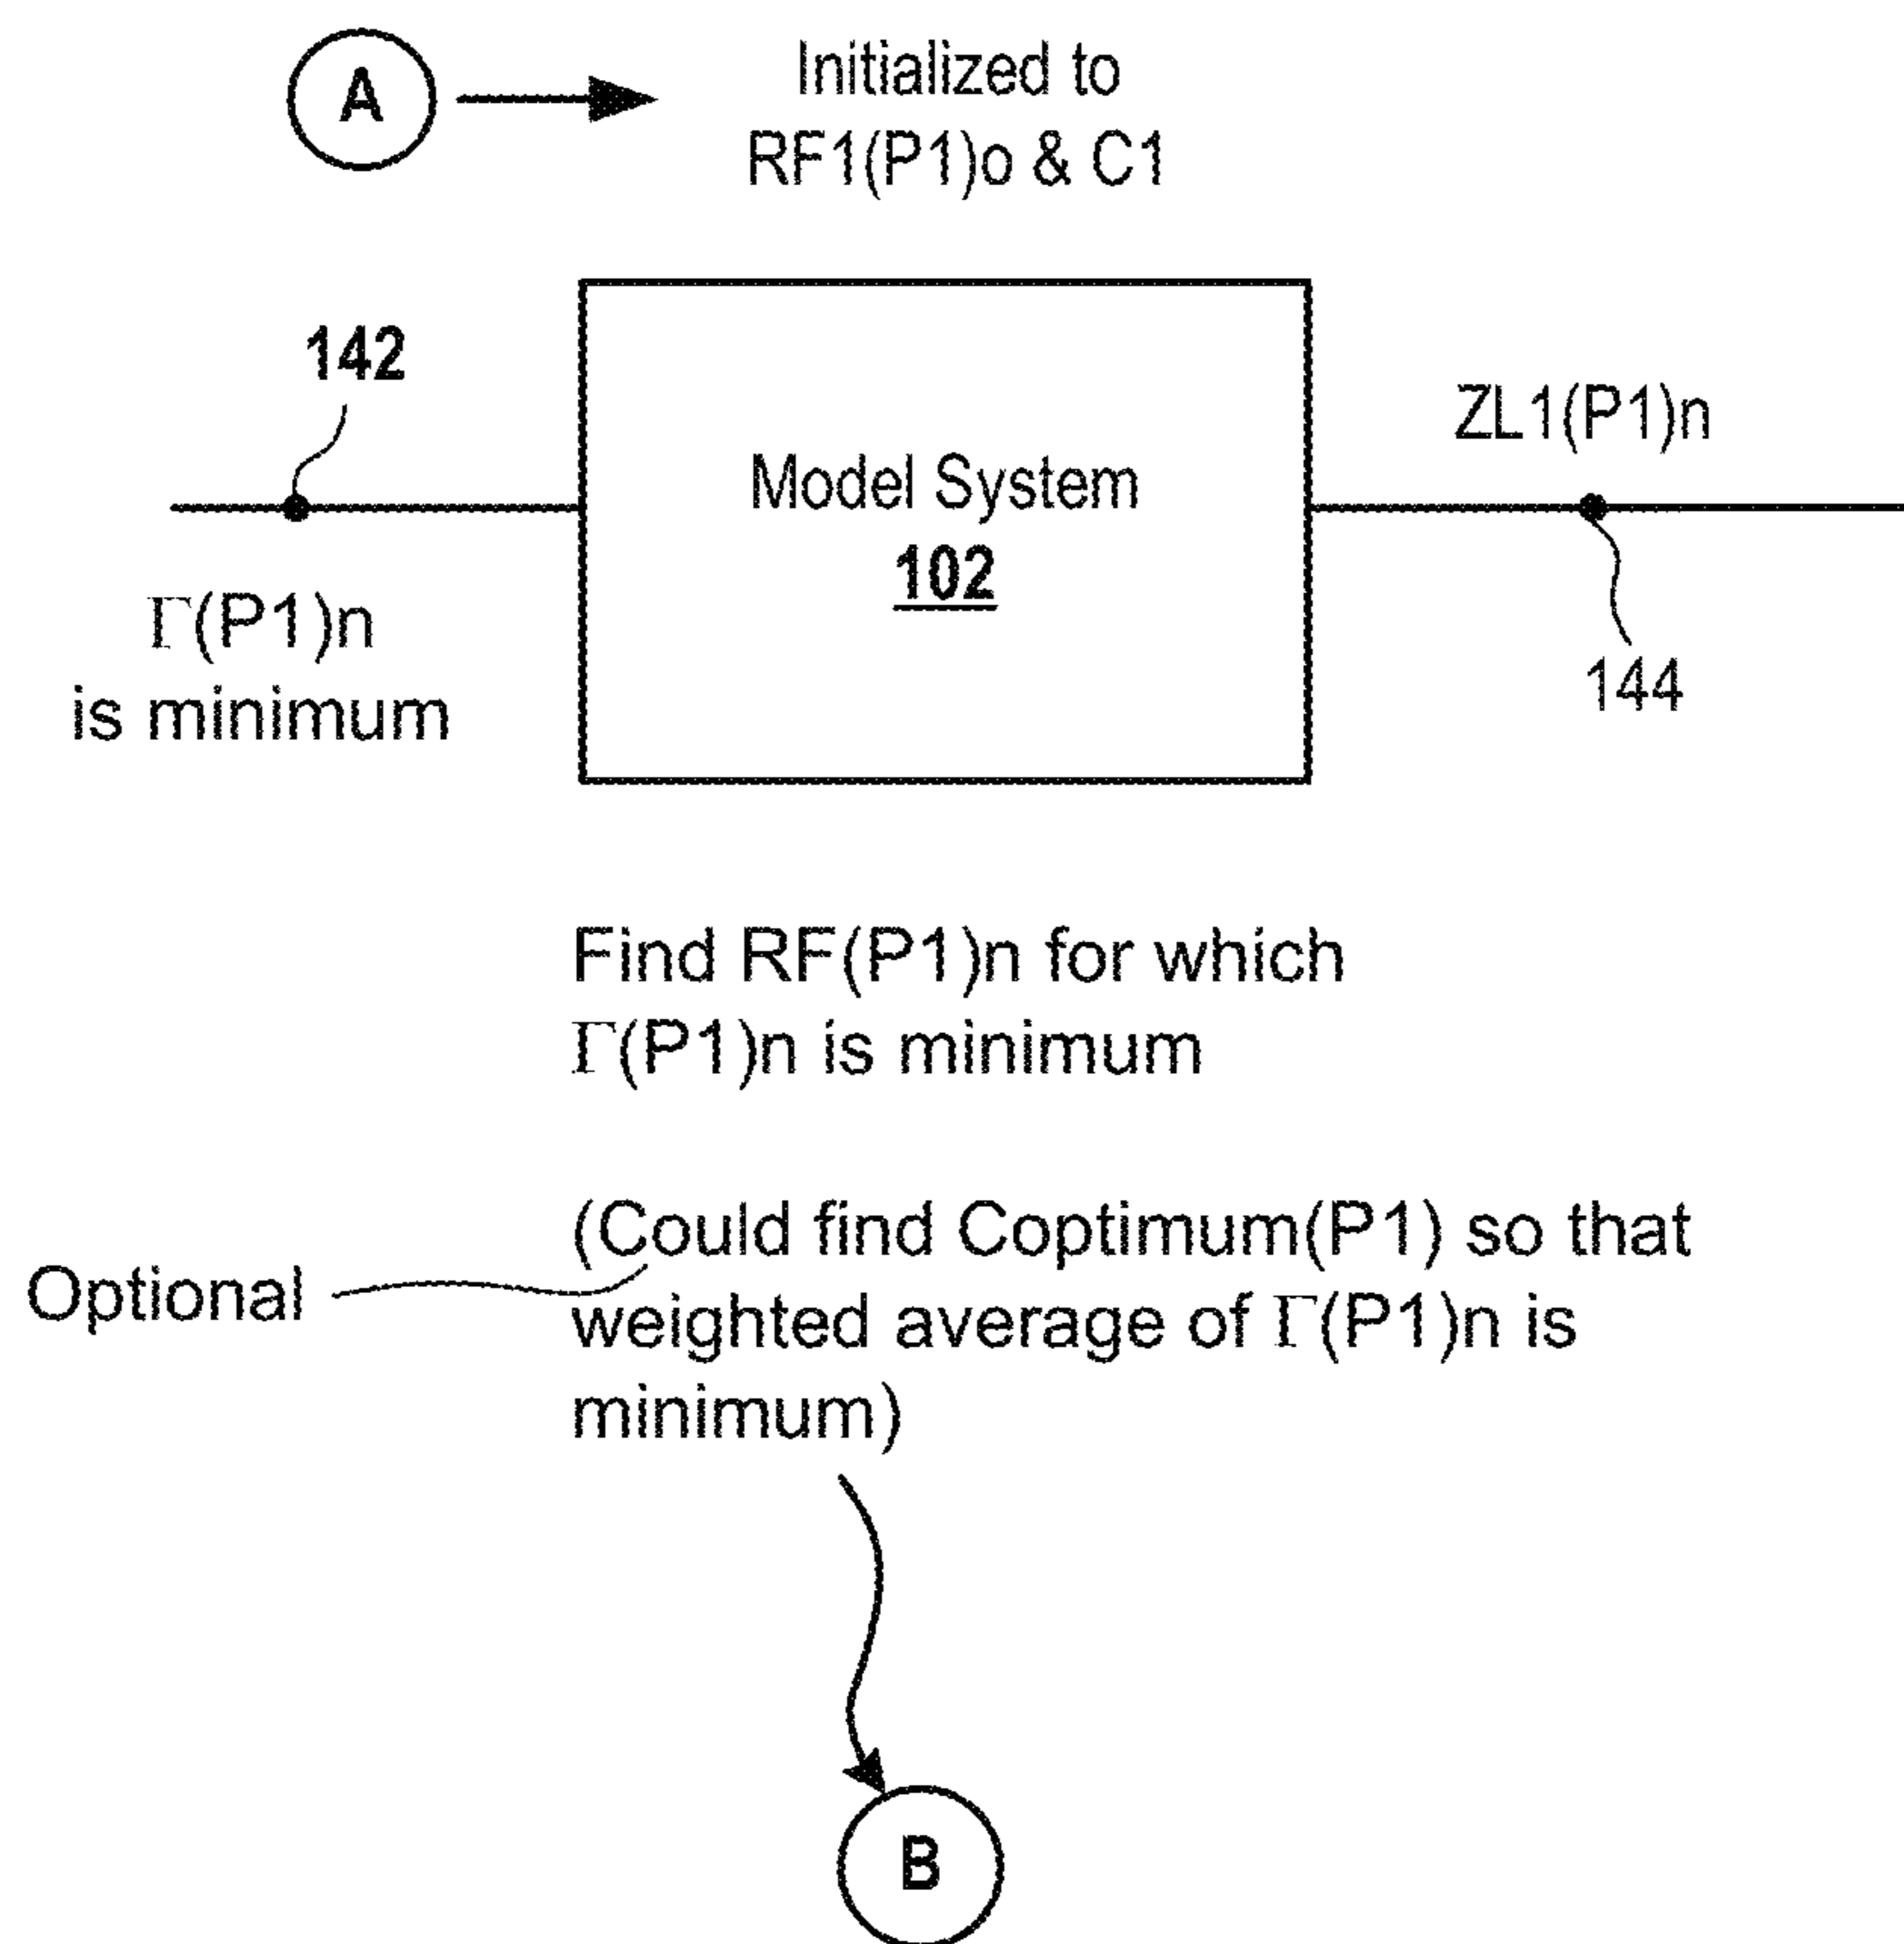 A
Initialized to
RF1(P1)o & C1
142
ZL1(P1)n
Model System
102
Γ(P1)n
is minimum
144
Find RF(P1)n for which
Γ(P1)n is minimum
Optional
(Could find Coptimum(P1) so that
weighted average of Γ(P1)n is
minimum)
B